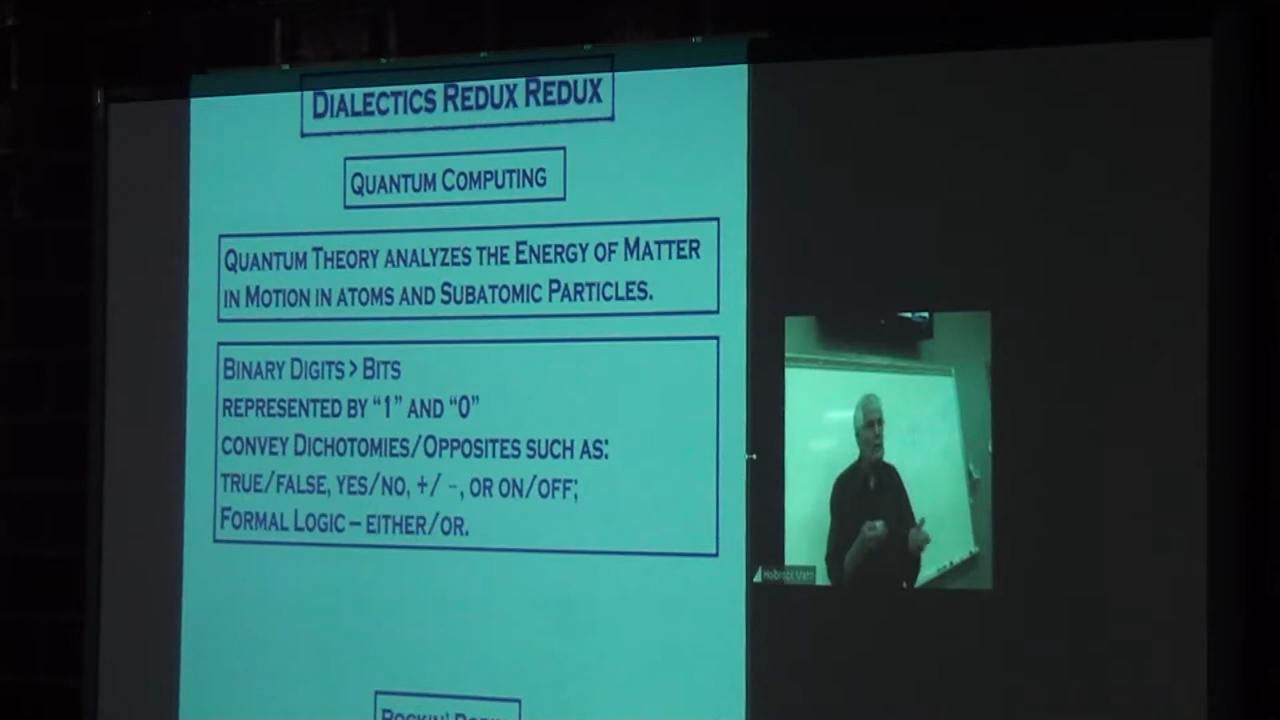 DIALECTICS REDUX REDUX
QUANTUM COMPUTING
QUANTUM THEORY ANALYZES THE ENERGY OF MATTER
IN MOTION IN ATOMS AND SUBATOMIC PARTICLES.
BINARY DIGITS > BITS
REPRESENTED BY “1” AND “0”
CONVEY DICHOTOMIES/OPPOSITES SUCH AS:
TRUE/FALSE, YES/NO, +/ –, OR ON/OFF;
FORMAL LOGIC – EITHER/OR.
ROCKIN'